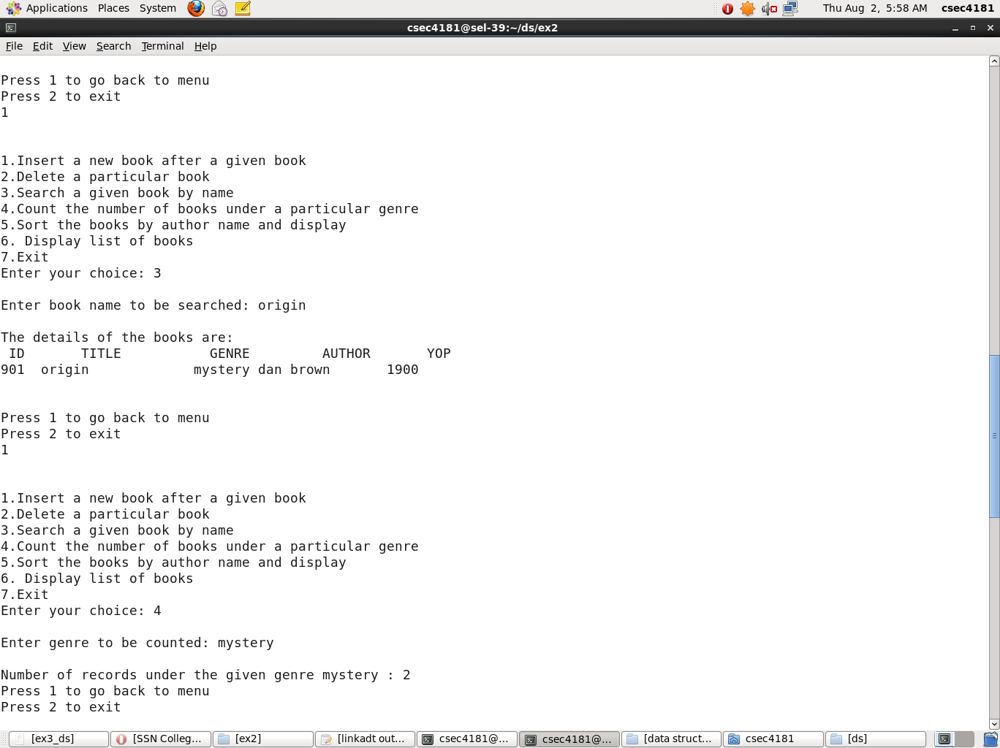 Applications Places System Thu Aug 2, 5:58 AM csec4181
csec4181@sel-39:~/ds/ex2
File Edit View Search Terminal Help
Press 1 to go back to menu
Press 2 to exit
1
1.Insert a new book after a given book
2.Delete a particular book
3.Search a given book by name
4.Count the number of books under a particular genre
5.Sort the books by author name and display
6. Display list of books
7.Exit
Enter your choice: 3
Enter book name to be searched: origin
The details of the books are:
ID TITLE GENRE AUTHOR YOP
901 origin mystery dan brown 1900
Press 1 to go back to menu
Press 2 to exit
1
1.Insert a new book after a given book
2.Delete a particular book
3.Search a given book by name
4.Count the number of books under a particular genre
5.Sort the books by author name and display
6. Display list of books
7.Exit
Enter your choice: 4
Enter genre to be counted: mystery
Number of records under the given genre mystery : 2
Press 1 to go back to menu
Press 2 to exit
[ex3_ds] [SSN Colleg... [ex2] [linkadt out... csec4181@... csec4181@... [data struct... csec4181 [ds]